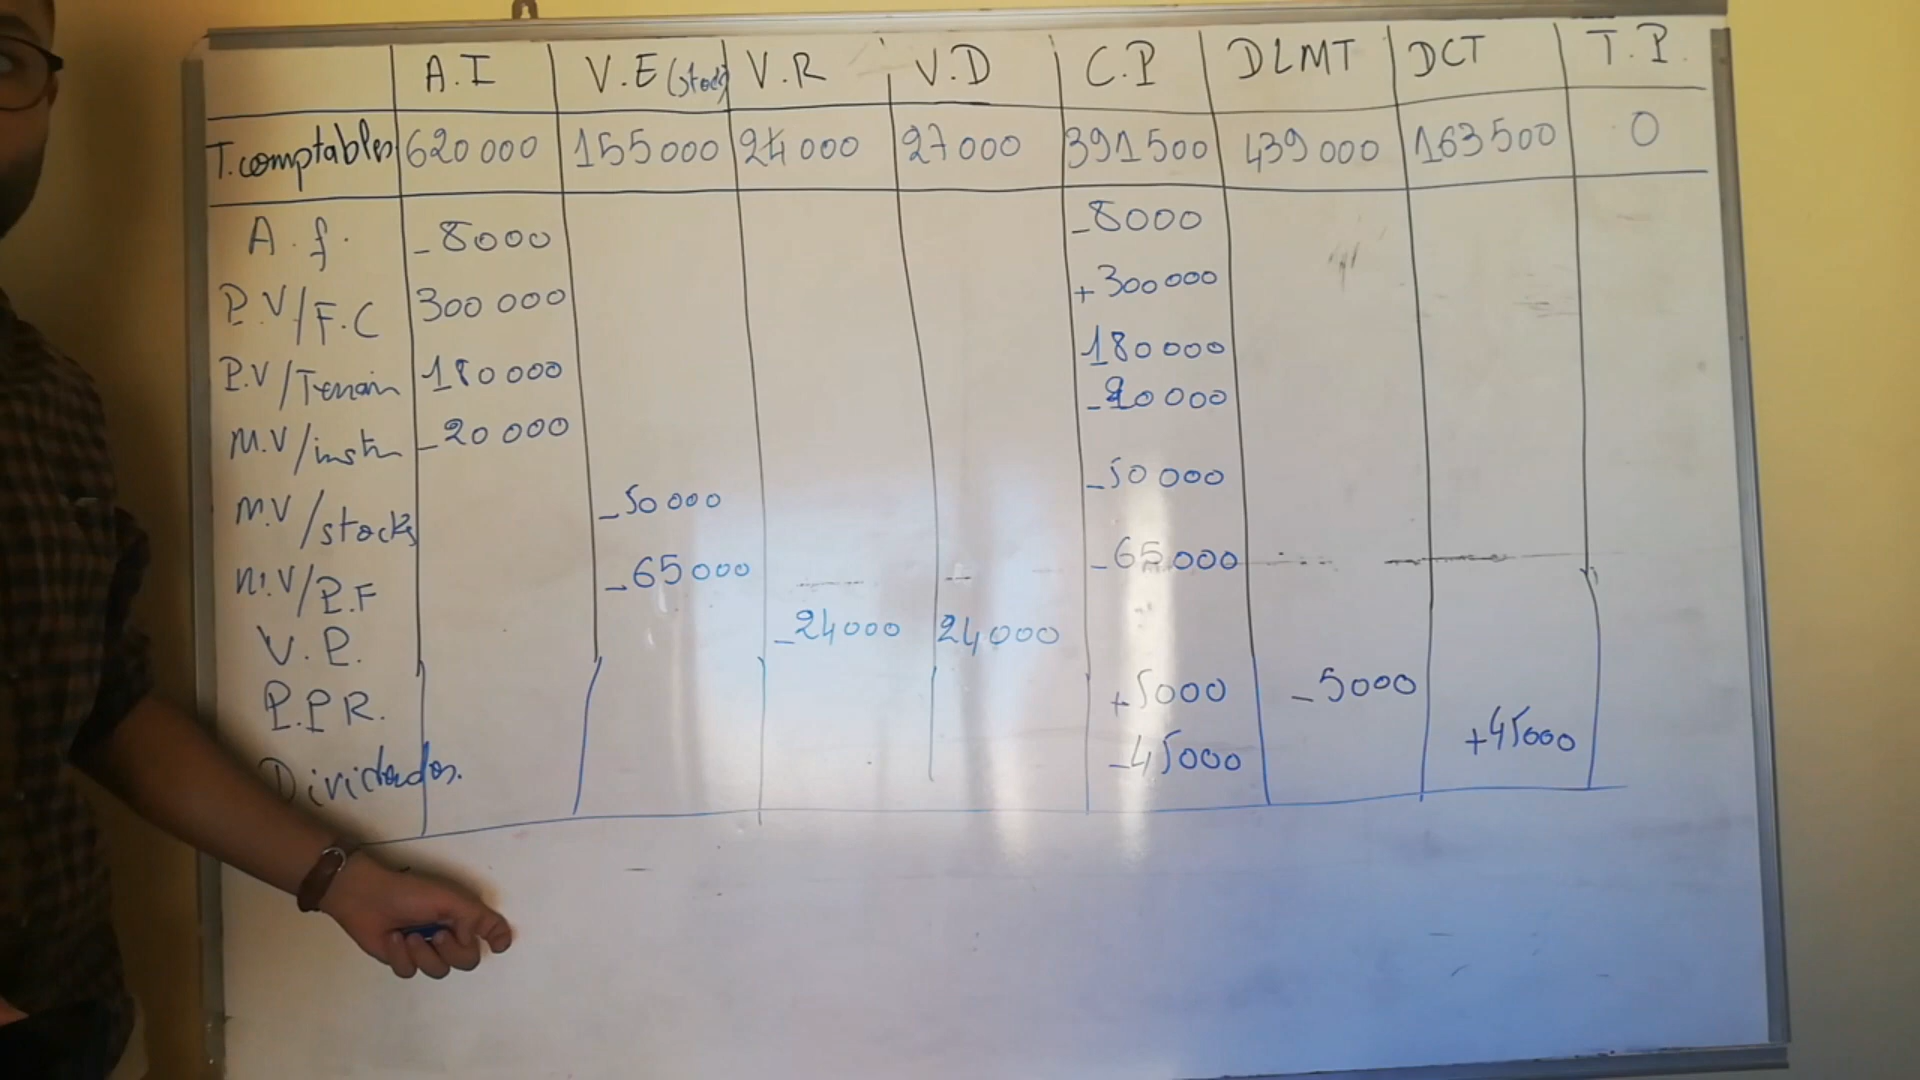 A.I V.E (stock) V.R V.D C.P DLMT DCT T.P.
T.comptables 620 000 155 000 24 000 27 000 391 500 439 000 163 500 0
A.f. -8000 -8000
P.V/F.C 300 000 +300 000
P.V/Terrain 180 000 180 000
M.V/instn -20 000 -20 000
M.V/stocks -50 000 -50 000
M.V/P.F -65 000 -65 000
V.P. -24000 24000
P.P R. +5000 -5000
Dividendes. -45000 +45000